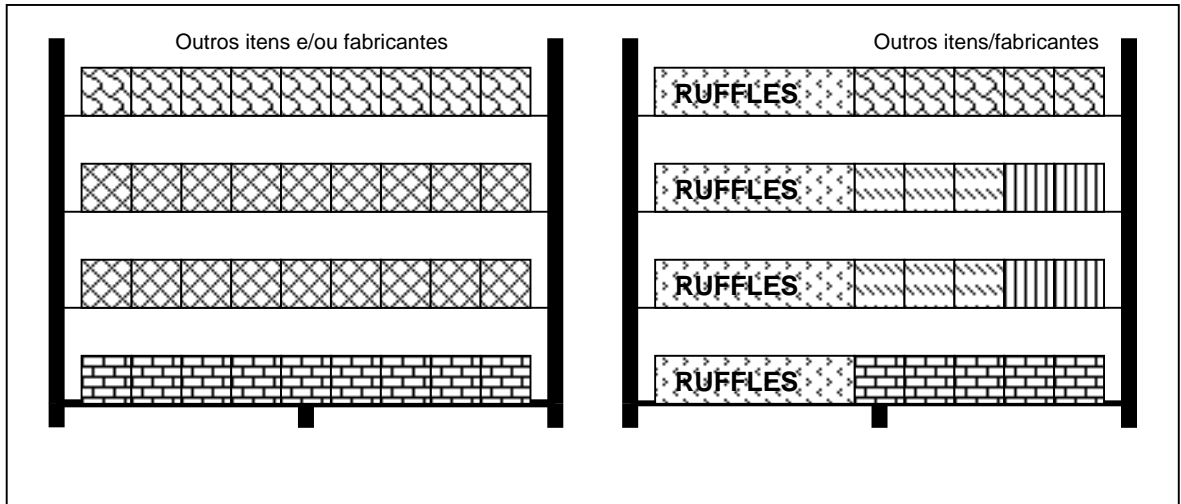 Outros itens e/ou fabricantes
Outros itens/fabricantes
RUFFLES
RUFFLES
RUFFLES
RUFFLES